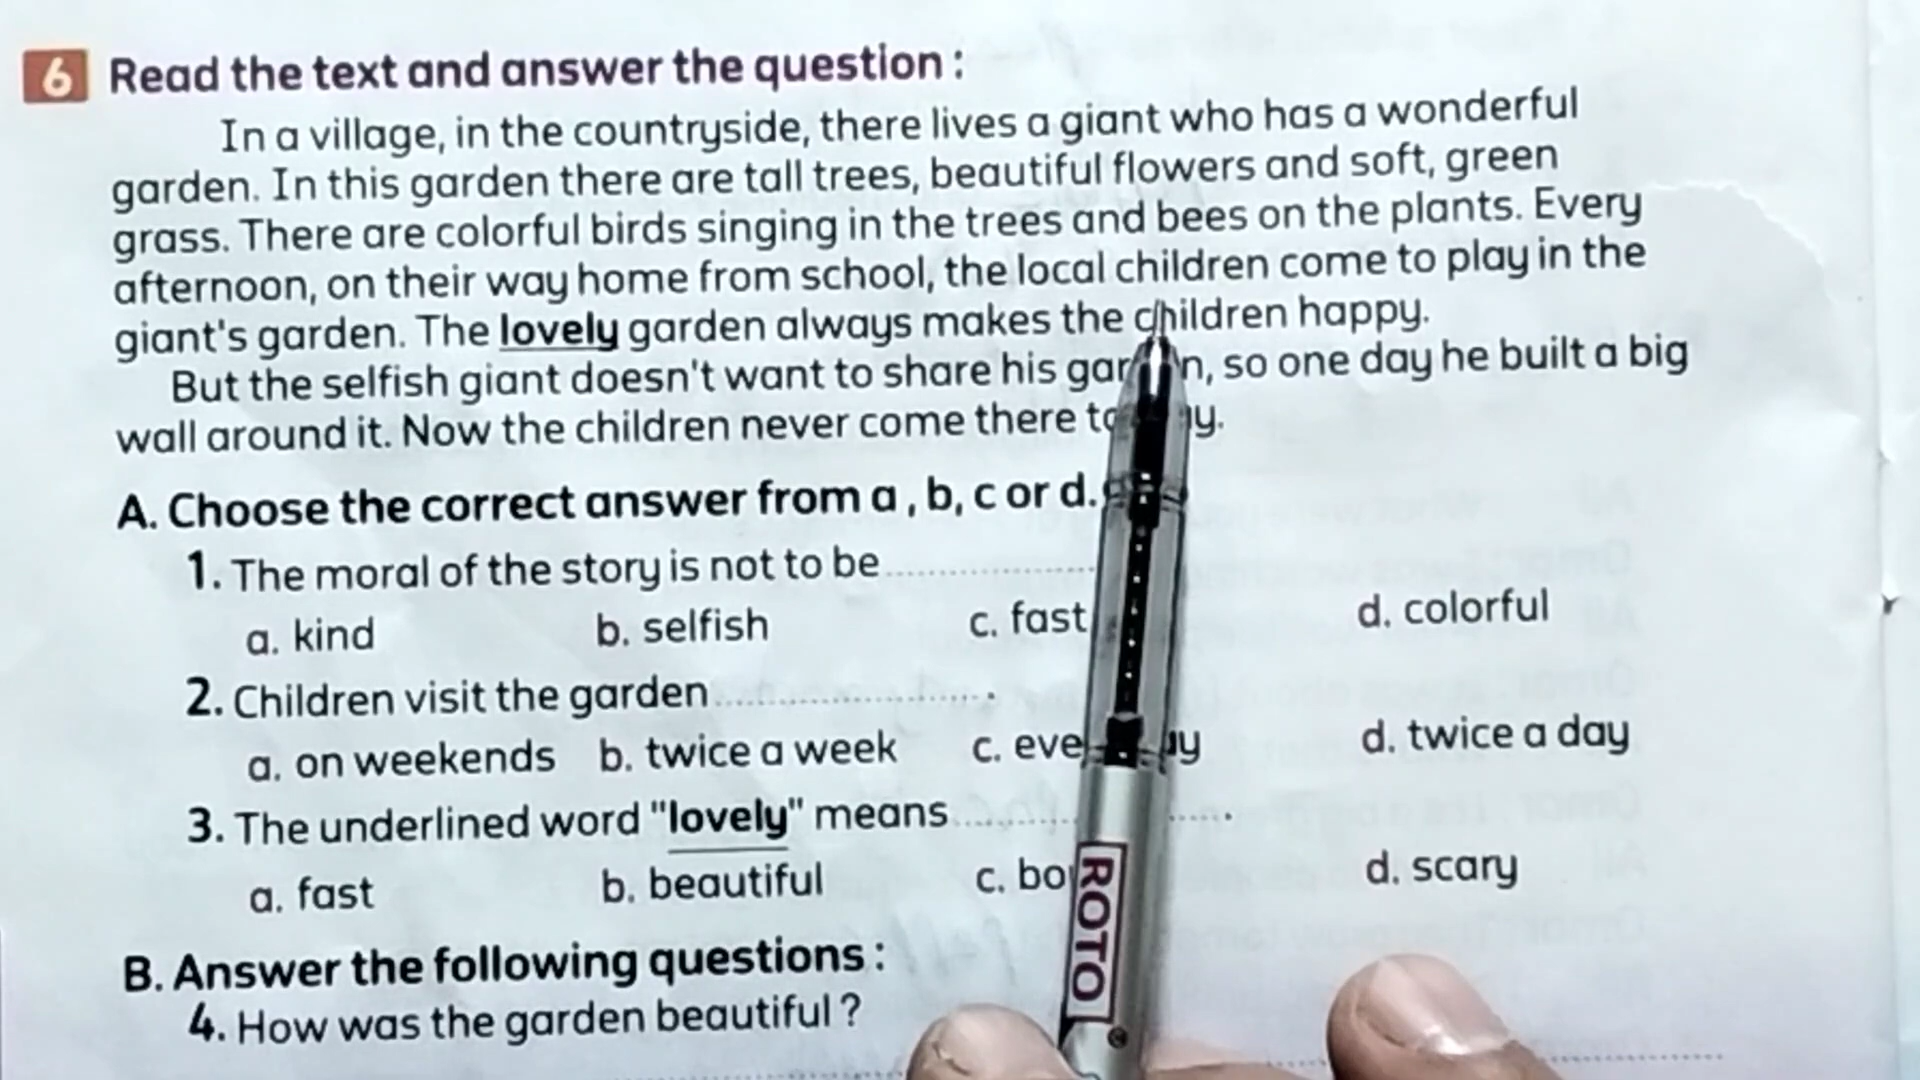 6 Read the text and answer the question :
In a village, in the countryside, there lives a giant who has a wonderful
garden. In this garden there are tall trees, beautiful flowers and soft, green
grass. There are colorful birds singing in the trees and bees on the plants. Every
afternoon, on their way home from school, the local children come to play in the
giant's garden. The lovely garden always makes the children happy.
But the selfish giant doesn't want to share his garden, so one day he built a big
wall around it. Now the children never come there
A. Choose the correct answer from a , b, c or d.
1. The moral of the story is not to be
a. kind b. selfish c. fast d. colorful
2. Children visit the garden
a. on weekends b. twice a week c. d. twice a day
3. The underlined word "lovely" means
a. fast b. beautiful c. d. scary
B. Answer the following questions :
4. How was the garden beautiful ?
ROTO